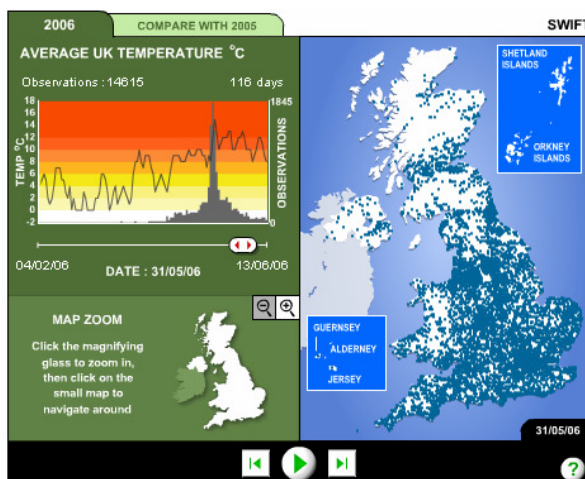 2006
COMPARE WITH 2005
SWIFT
AVERAGE UK TEMPERATURE °C
Observations : 14615
116 days
18
16
14
12
10
8
6
5
4
3
2
1
0
-2
TEMP °C
1845
0
OBSERVATIONS
04/02/06
13/06/06
DATE : 31/05/06
MAP ZOOM
Click the magnifying
glass to zoom in,
then click on the
small map to
navigate around
SHETLAND
ISLANDS
ORKNEY
ISLANDS
GUERNSEY
ALDERNEY
JERSEY
31/05/06
?